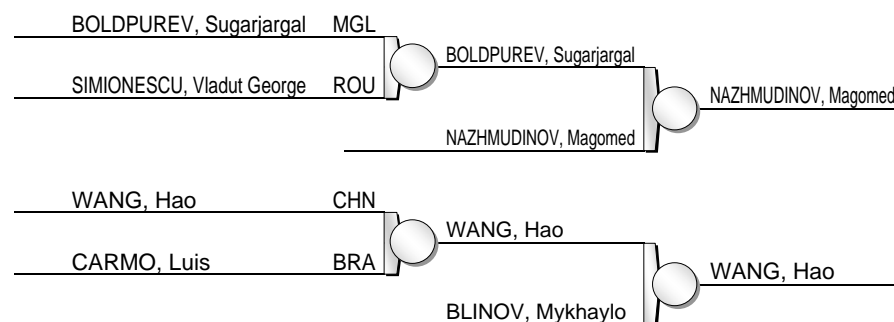 BOLDPUREV, Sugarjargal MGL
BOLDPUREV, Sugarjargal
SIMIONESCU, Vladut George ROU
NAZHMUDINOV, Magomed
NAZHMUDINOV, Magomed
WANG, Hao CHN
WANG, Hao
CARMO, Luis BRA
WANG, Hao
BLINOV, Mykhaylo